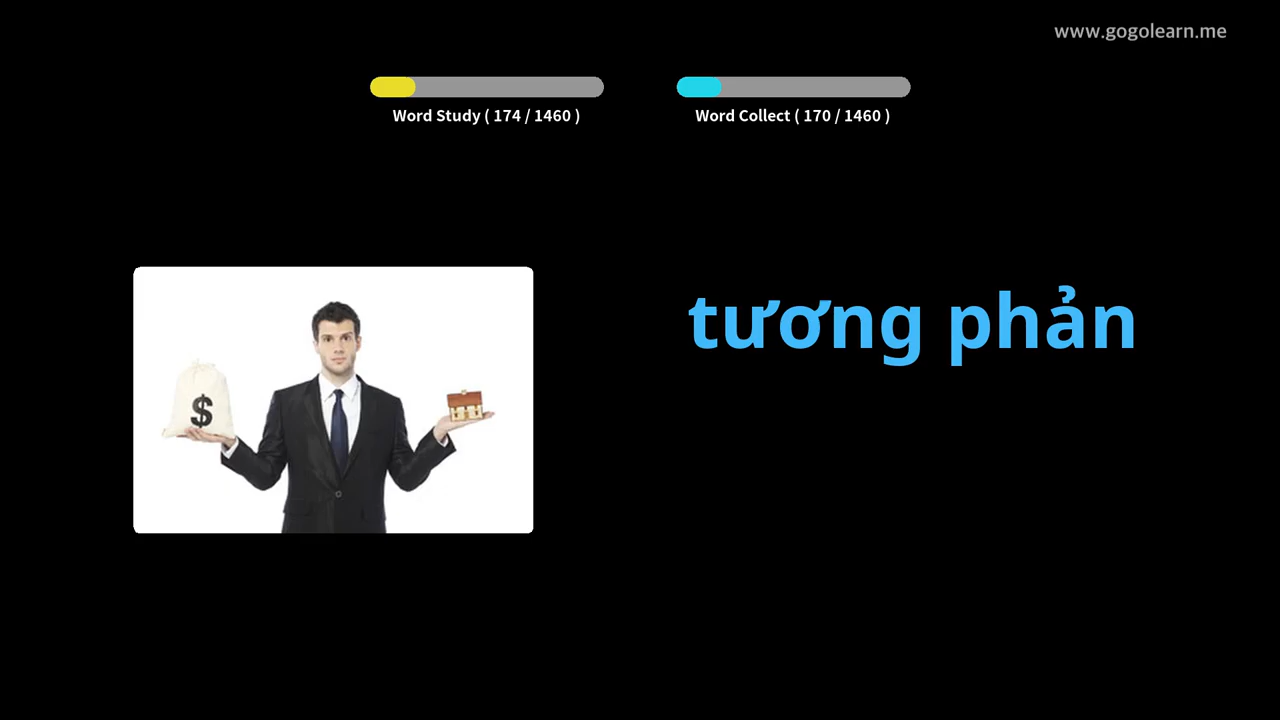 www.gogolearn.me
Word Study ( 174 / 1460 )
Word Collect ( 170 / 1460 )
tương phản
$